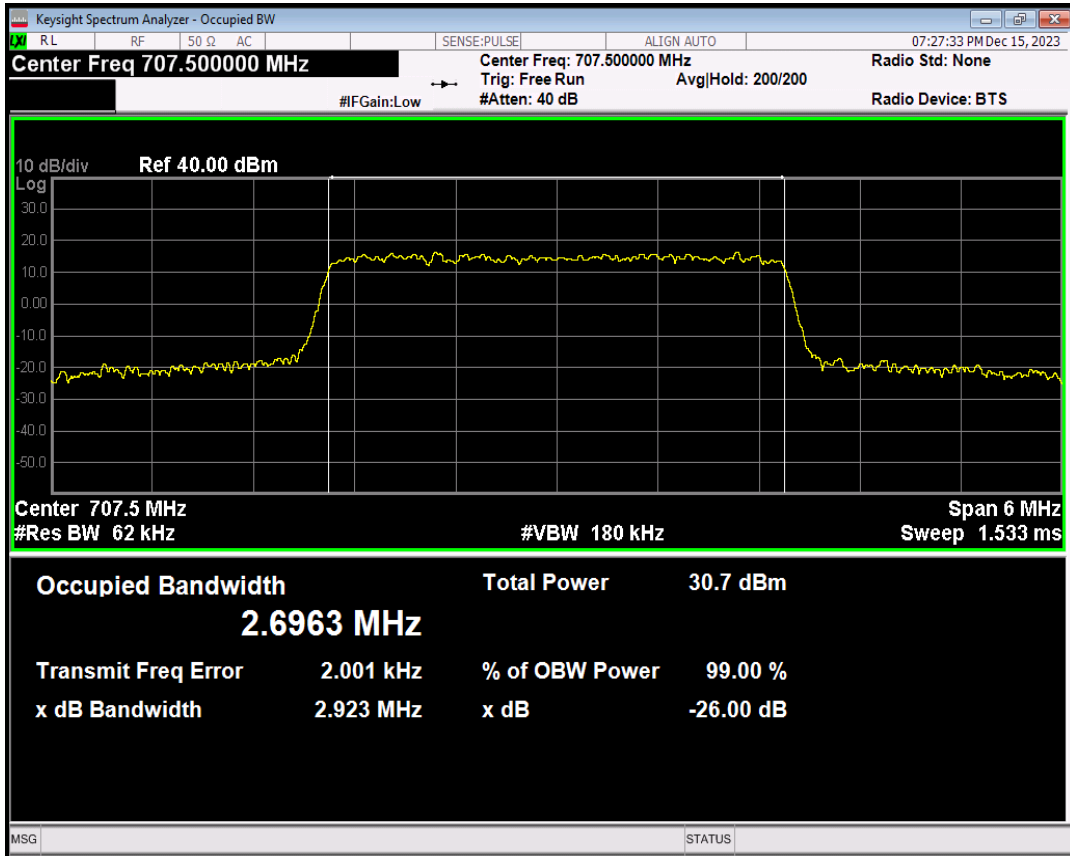 Keysight Spectrum Analyzer - Occupied BW
LXI RL RF 50 Ω AC SENSE:PULSE ALIGN AUTO 07:27:33 PM Dec 15, 2023
Center Freq 707.500000 MHz Center Freq: 707.500000 MHz Radio Std: None
Trig: Free Run Avg|Hold: 200/200
#IFGain:Low #Atten: 40 dB Radio Device: BTS
10 dB/div Ref 40.00 dBm
Log
30.0
20.0
10.0
0.00
-10.0
-20.0
-30.0
-40.0
-50.0
Center 707.5 MHz Span 6 MHz
#Res BW 62 kHz #VBW 180 kHz Sweep 1.533 ms
Occupied Bandwidth Total Power 30.7 dBm
2.6963 MHz
Transmit Freq Error 2.001 kHz % of OBW Power 99.00 %
x dB Bandwidth 2.923 MHz x dB -26.00 dB
MSG STATUS